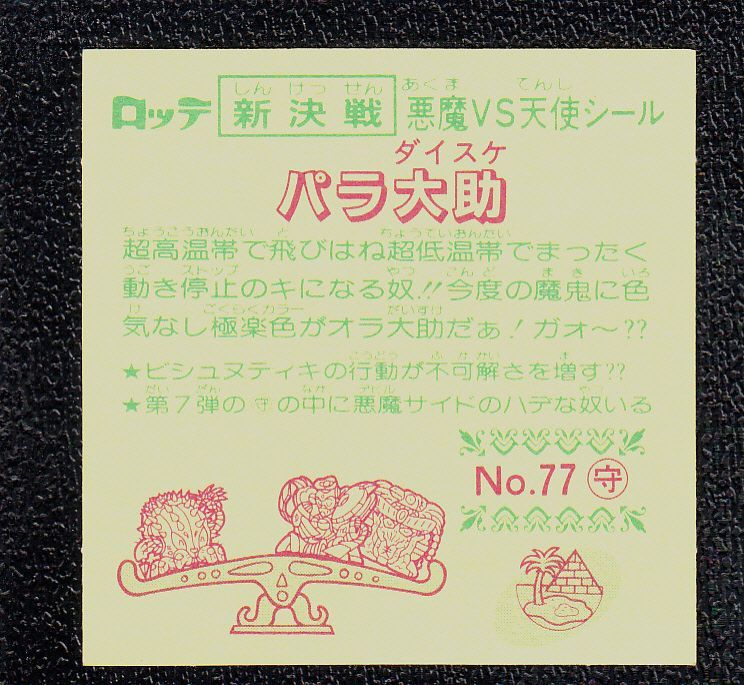 しんけつせん あくま てんし
ロッテ 新決戦 悪魔VS天使シール
ダイスケ
パラ大助
ちょうこうおんたい と ちょうていおんたい
超高温帯で飛びはね超低温帯でまったく
うご ストップ やつ こんど まき いろ
動き停止のキになる奴!!今度の魔鬼に色
け ごくらくカラー だいすけ
気なし極楽色がオラ大助だぁ!ガォ〜??
こうどう ふかかい ま
★ビシュヌティキの行動が不可解さを増す??
だい だん なか デビル やつ
★第7弾の守の中に悪魔サイドのハデな奴いる
No.77 守